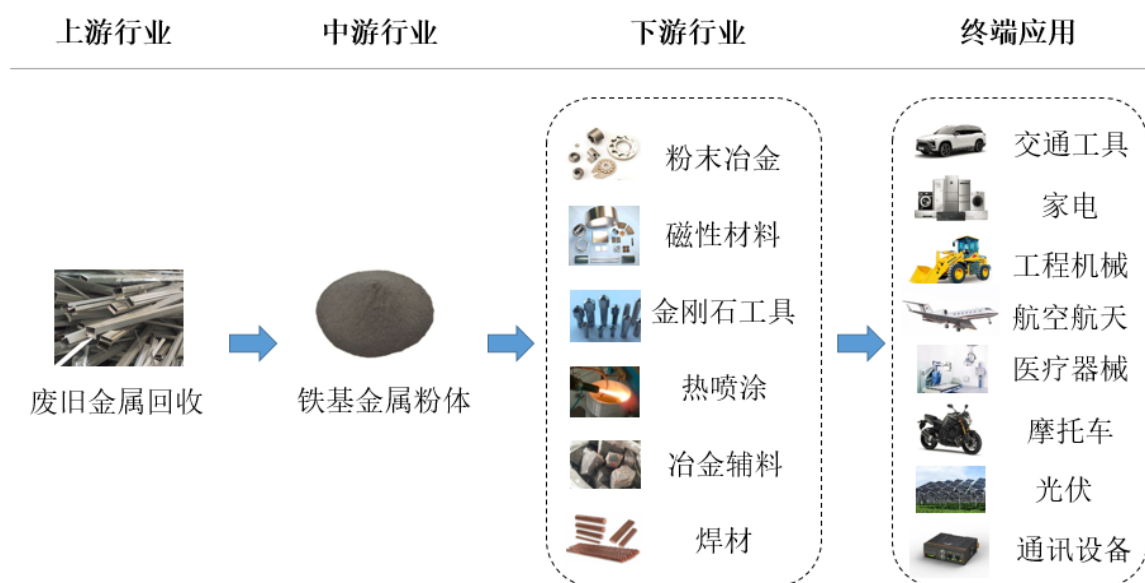 上游行业
中游行业
下游行业
终端应用
废旧金属回收
铁基金属粉体
粉末冶金
磁性材料
金刚石工具
热喷涂
冶金辅料
焊材
交通工具
家电
工程机械
航空航天
医疗器械
摩托车
光伏
通讯设备